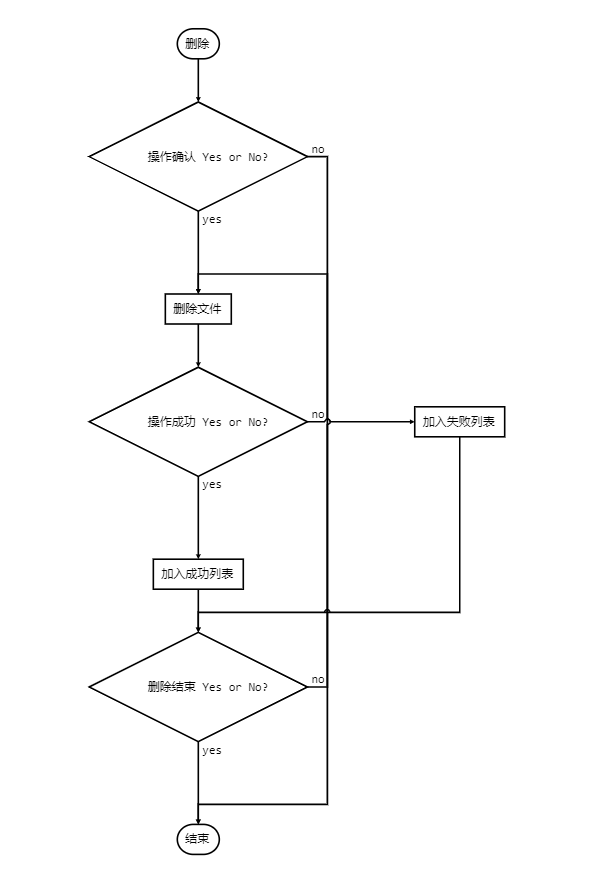 删除
操作确认 Yes or No?
no
yes
删除文件
操作成功 Yes or No?
no
加入失败列表
yes
加入成功列表
删除结束 Yes or No?
no
yes
结束